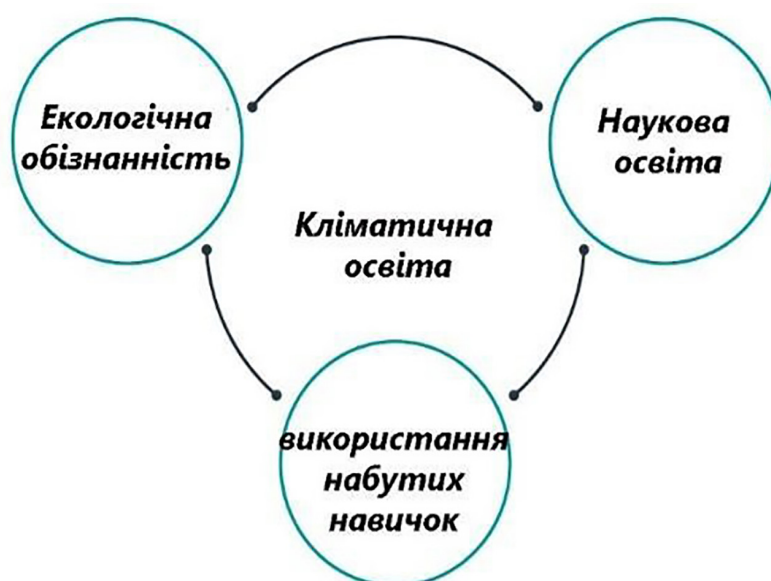 Екологічна
обізнанність
Наукова
освіта
Кліматична
освіта
використання
набутих
навичок